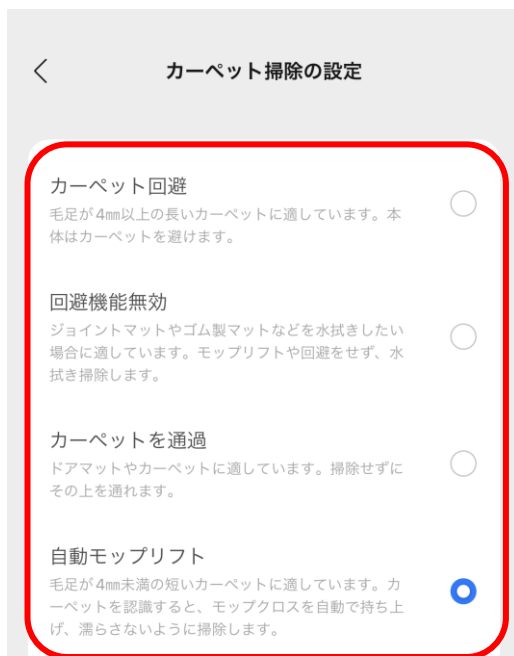 カーペット掃除の設定
カーペット回避
毛足が4㎜以上の長いカーペットに適しています。本
体はカーペットを避けます。
回避機能無効
ジョイントマットやゴム製マットなどを水拭きしたい
場合に適しています。モップリフトや回避をせず、水
拭き掃除します。
カーペットを通過
ドアマットやカーペットに適しています。掃除せずに
その上を通れます。
自動モップリフト
毛足が4㎜未満の短いカーペットに適しています。カ
ーペットを認識すると、モップクロスを自動で持ち上
げ、濡らさないように掃除します。